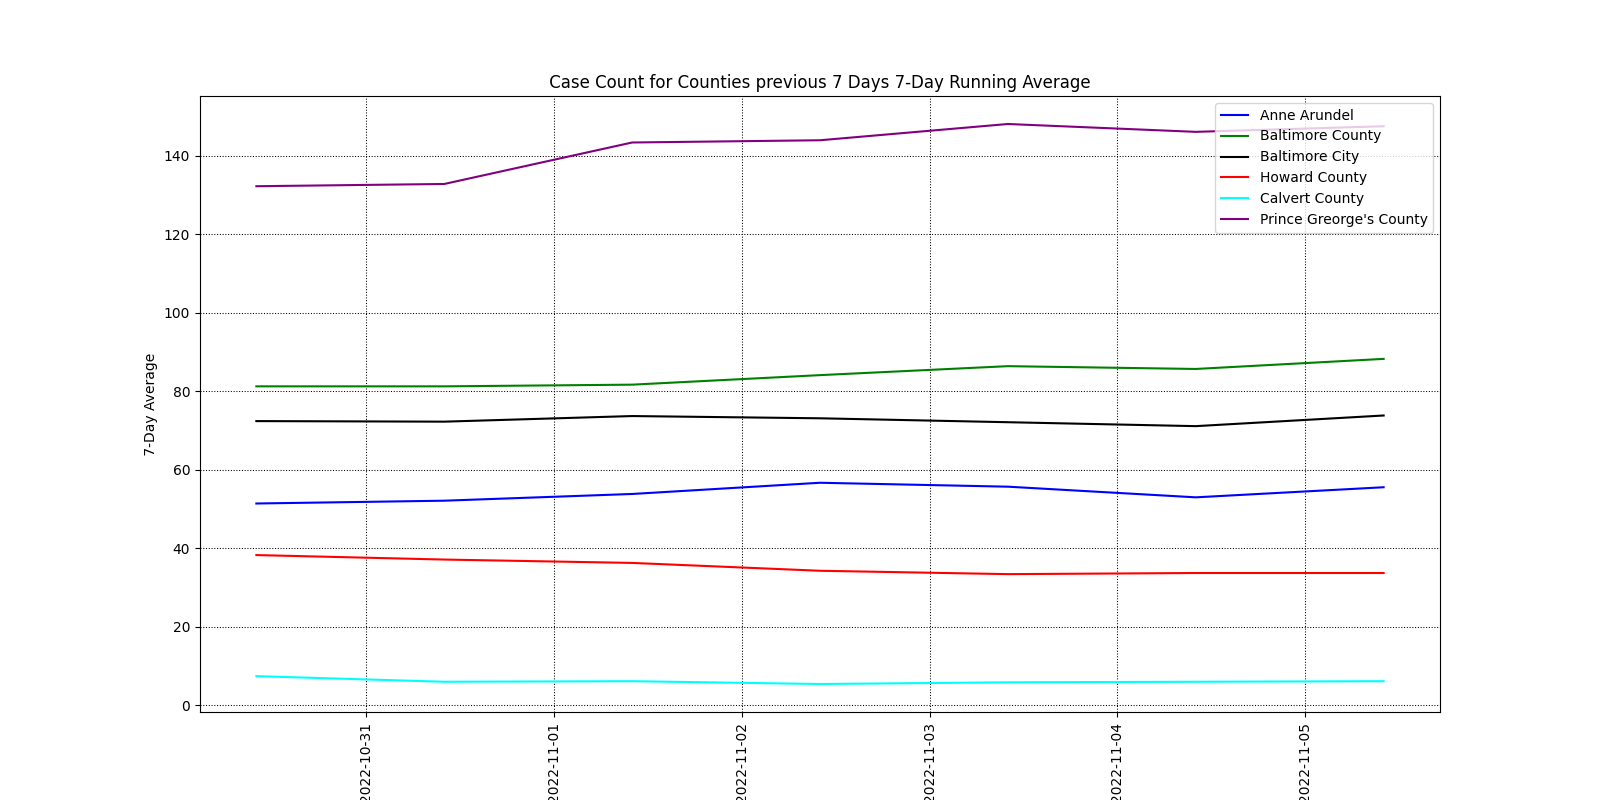 Case Count for Counties previous 7 Days 7-Day Running Average
Anne Arundel
Baltimore County
Baltimore City
Howard County
Calvert County
Prince Greorge's County
7-Day Average
140
120
100
80
60
40
20
0
2022-10-31
2022-11-01
2022-11-02
2022-11-03
2022-11-04
2022-11-05